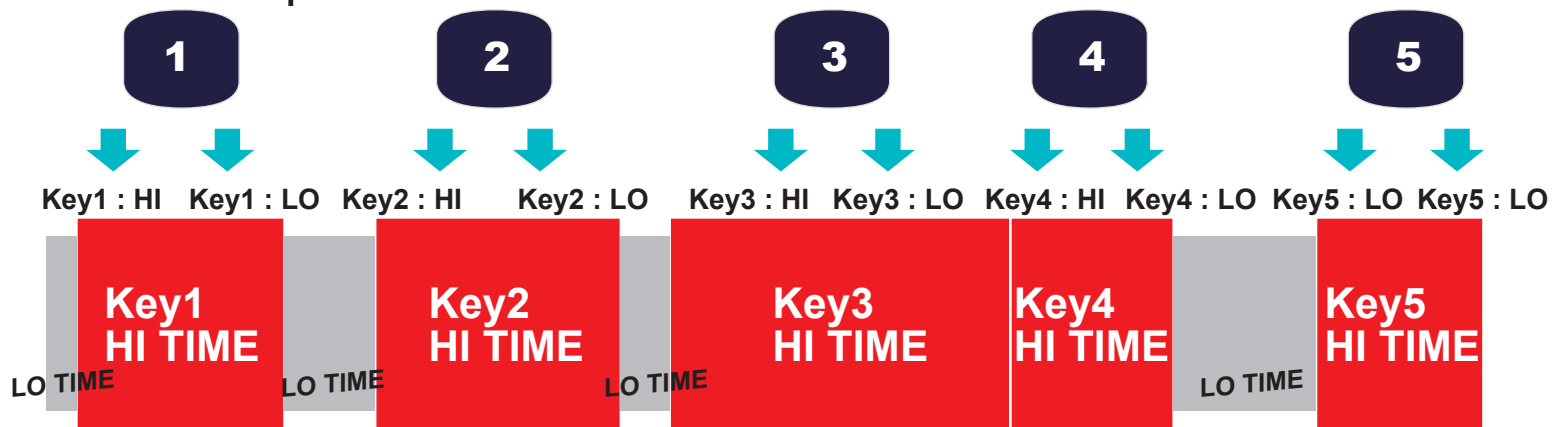 1 2 3 4 5
Key1 : HI Key1 : LO Key2 : HI Key2 : LO Key3 : HI Key3 : LO Key4 : HI Key4 : LO Key5 : LO Key5 : LO
Key1 Key2 Key3 Key4 Key5
HI TIME HI TIME HI TIME HI TIME HI TIME
LO TIME LO TIME LO TIME LO TIME